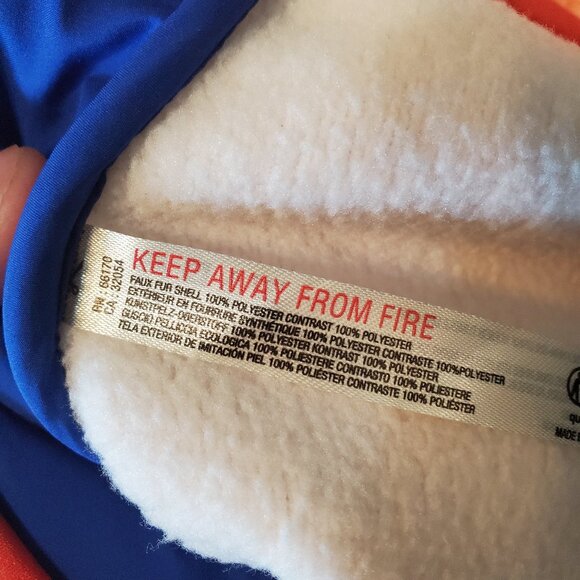 RN : 66170
CA : 32054
KEEP AWAY FROM FIRE
FAUX FUR SHELL 100% POLYESTER CONTRAST 100% POLYESTER
EXTÉRIEUR EN FOURRURE SYNTHÉTIQUE 100% POLYESTER CONTRASTE 100%POLYESTER
KUNSTPELZ-OBERSTOFF 100% POLYESTER KONTRAST 100% POLYESTER
GUSCIO PELLICCIA ECOLOGICA 100% POLIESTERE CONTRASTO 100% POLIESTERE
TELA EXTERIOR DE IMITACIÓN PIEL 100% POLIÉSTER CONTRASTE 100% POLIÉSTER
MADE